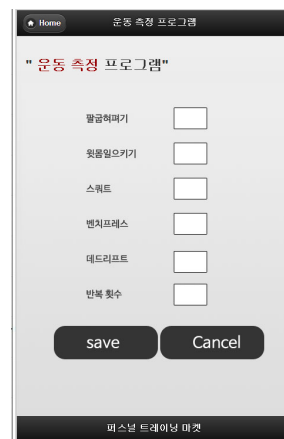 Home 운동 측정 프로그램
" 운동 측정 프로그램"
팔굽혀펴기
윗몸일으키기
스쿼트
벤치프레스
데드리프트
반복 횟수
save Cancel
퍼스널 트레이닝 마켓